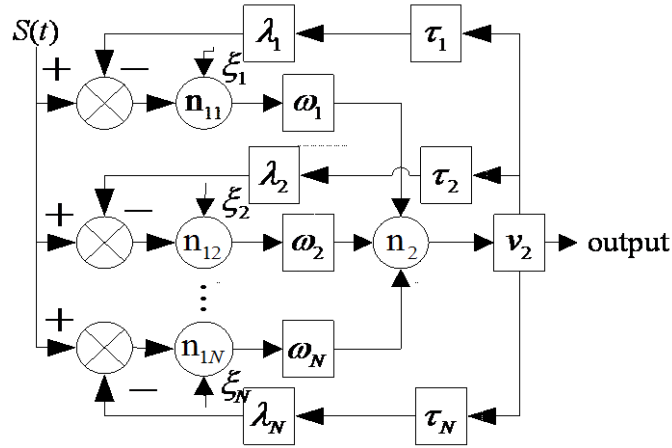 S(t)
λ1 τ1
+ − ξ1
n11 ω1
λ2 τ2
+ − ξ2
n12 ω2 n2 v2 output
+
n1N ωN
− ξN
λN τN